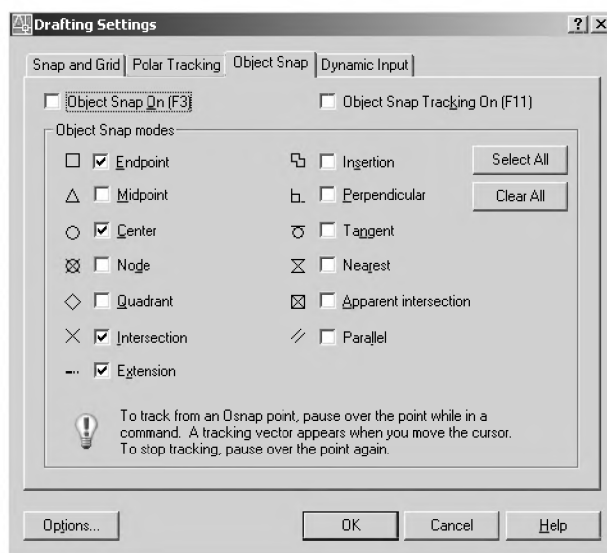 Drafting Settings
Snap and Grid Polar Tracking Object Snap Dynamic Input
Object Snap On (F3) Object Snap Tracking On (F11)
Object Snap modes
Endpoint Insertion Select All
Midpoint Perpendicular Clear All
Center Tangent
Node Nearest
Quadrant Apparent intersection
Intersection Parallel
Extension
To track from an Osnap point, pause over the point while in a
command. A tracking vector appears when you move the cursor.
To stop tracking, pause over the point again.
Options... OK Cancel Help